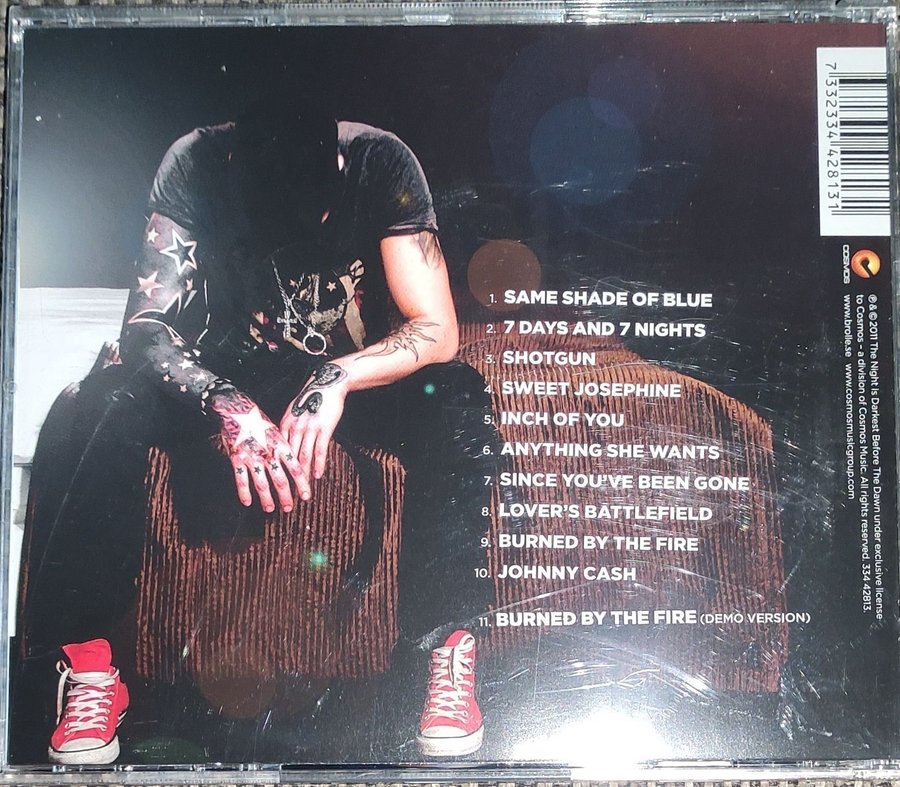 1. SAME SHADE OF BLUE
2. 7 DAYS AND 7 NIGHTS
3. SHOTGUN
4. SWEET JOSEPHINE
5. INCH OF YOU
6. ANYTHING SHE WANTS
7. SINCE YOU'VE BEEN GONE
8. LOVER'S BATTLEFIELD
9. BURNED BY THE FIRE
10. JOHNNY CASH
11. BURNED BY THE FIRE (DEMO VERSION)
7 332334 428131
COSMOS
℗ & © 2011 The Night is Darkest Before The Dawn under exclusive license
to Cosmos – a division of Cosmos Music. All rights reserved. 334 42813.
www.brolle.se www.cosmosmusicgroup.com